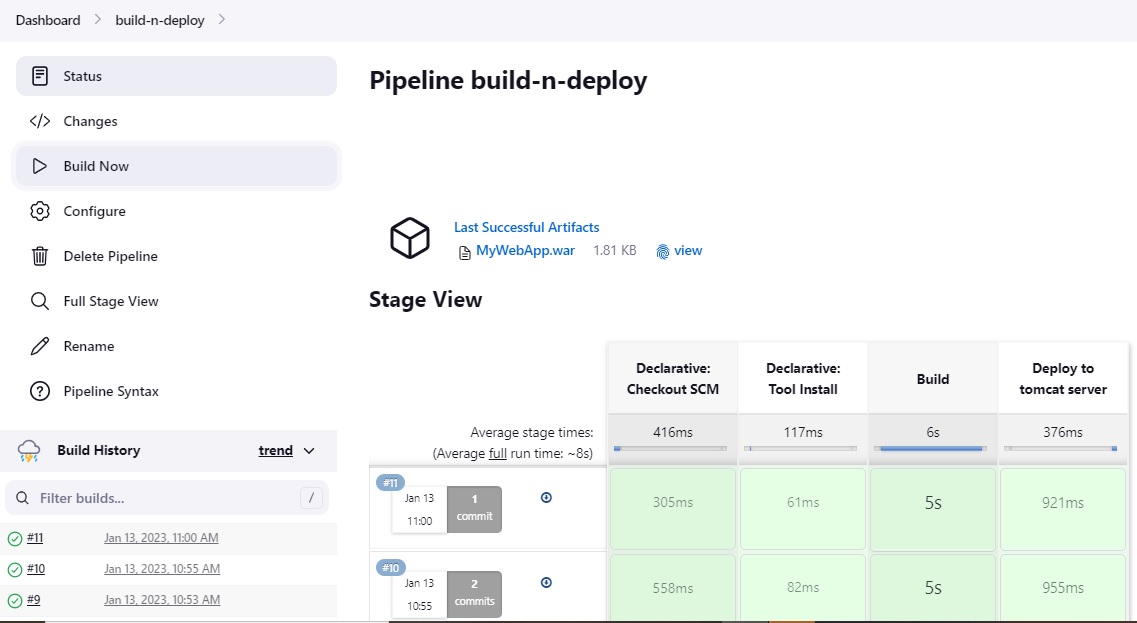 Dashboard > build-n-deploy >
Status
Changes
Build Now
Configure
Delete Pipeline
Full Stage View
Rename
Pipeline Syntax
Build History trend
Filter builds... /
#11 Jan 13, 2023, 11:00 AM
#10 Jan 13, 2023, 10:55 AM
#9 Jan 13, 2023, 10:53 AM
Pipeline build-n-deploy
Last Successful Artifacts
MyWebApp.war 1.81 KB view
Stage View
Declarative: Declarative: Build Deploy to
Checkout SCM Tool Install tomcat server
Average stage times: 416ms 117ms 6s 376ms
(Average full run time: ~8s)
#11
Jan 13 1
11:00 commit
305ms 61ms 5s 921ms
#10
Jan 13 2
10:55 commits
558ms 82ms 5s 955ms